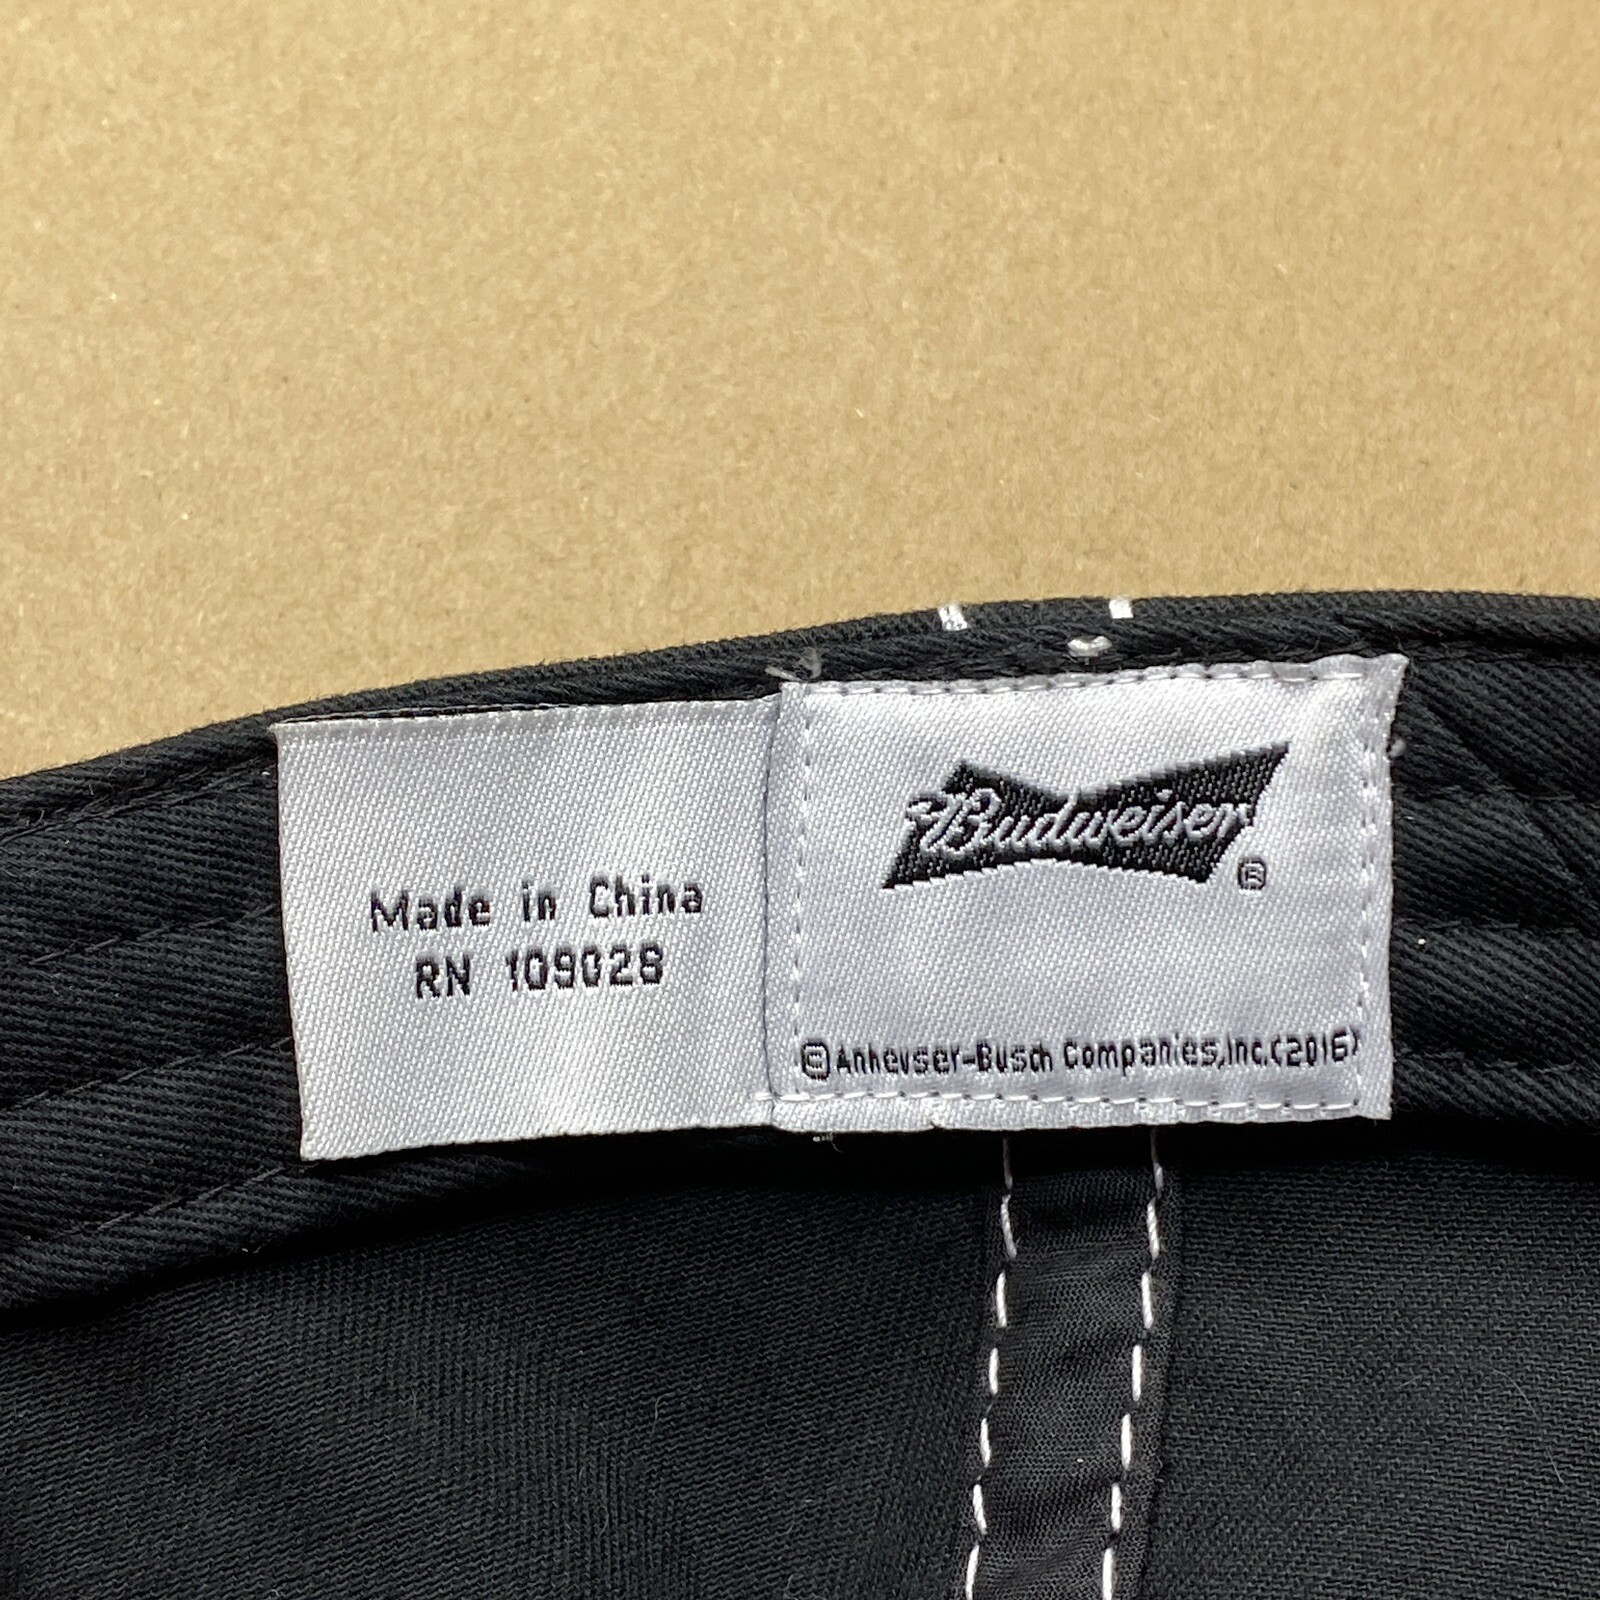 Made in China
RN 109028
Budweiser®
©Anheuser-Busch Companies,Inc.(2016)